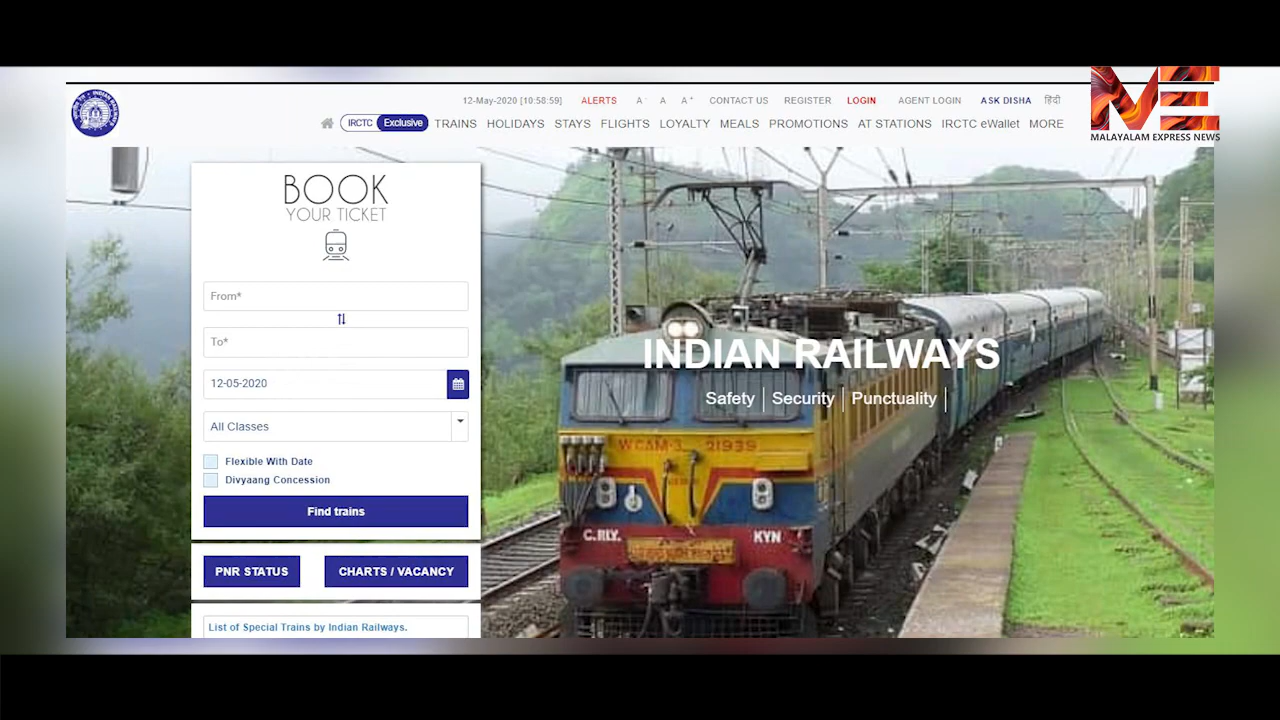 12-May-2020 [10:58:59] ALERTS A- A A+ CONTACT US REGISTER LOGIN AGENT LOGIN ASK DISHA हिंदी
IRCTC Exclusive TRAINS HOLIDAYS STAYS FLIGHTS LOYALTY MEALS PROMOTIONS AT STATIONS IRCTC eWallet MORE
ME
MALAYALAM EXPRESS NEWS
INDIAN RAILWAYS
BOOK
YOUR TICKET
From*
To*
12-05-2020
All Classes
Flexible With Date
Divyaang Concession
Find trains
PNR STATUS
CHARTS / VACANCY
List of Special Trains by Indian Railways.
INDIAN RAILWAYS
Safety | Security | Punctuality |
WCAM-3 21939
C.RLY. KYN